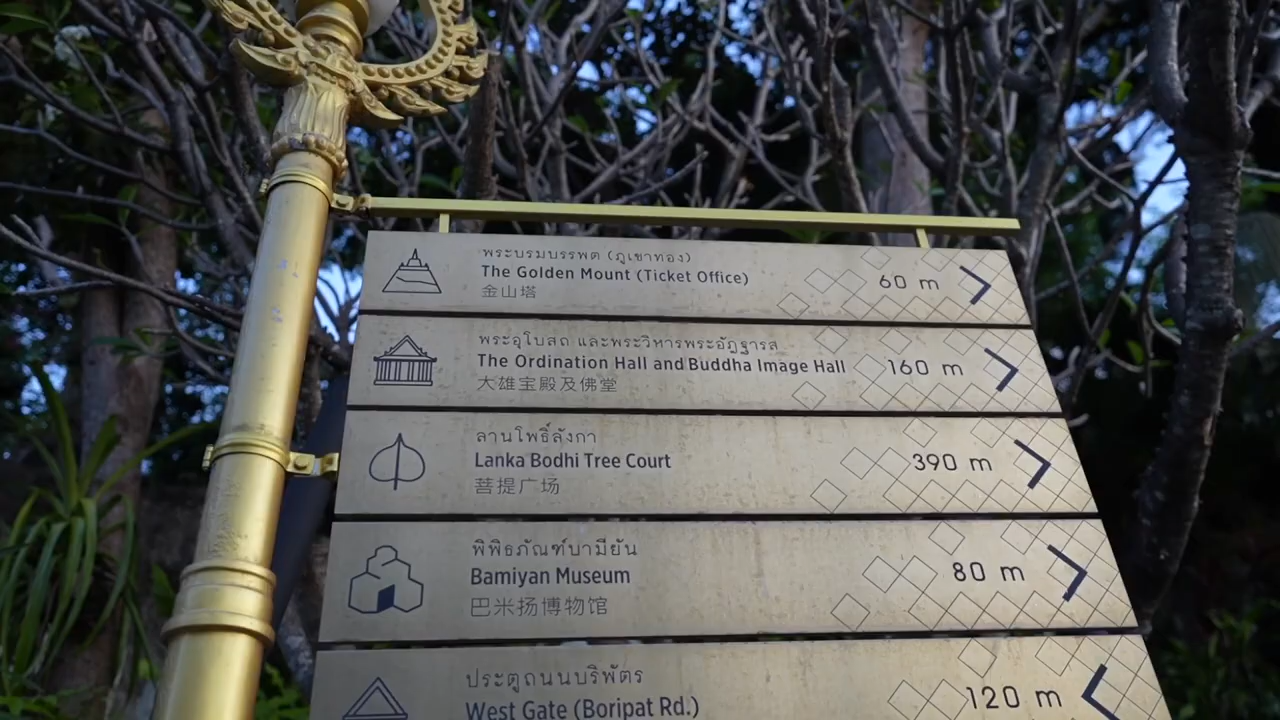 พระบรมบรรพต (ภูเขาทอง)
The Golden Mount (Ticket Office)
金山塔
60 m
พระอุโบสถ และพระวิหารพระอัฏฐารส
The Ordination Hall and Buddha Image Hall
大雄宝殿及佛堂
160 m
ลานโพธิ์ลังกา
Lanka Bodhi Tree Court
菩提广场
390 m
พิพิธภัณฑ์บามียัน
Bamiyan Museum
巴米扬博物馆
80 m
ประตูถนนบริพัตร
West Gate (Boripat Rd.)
120 m